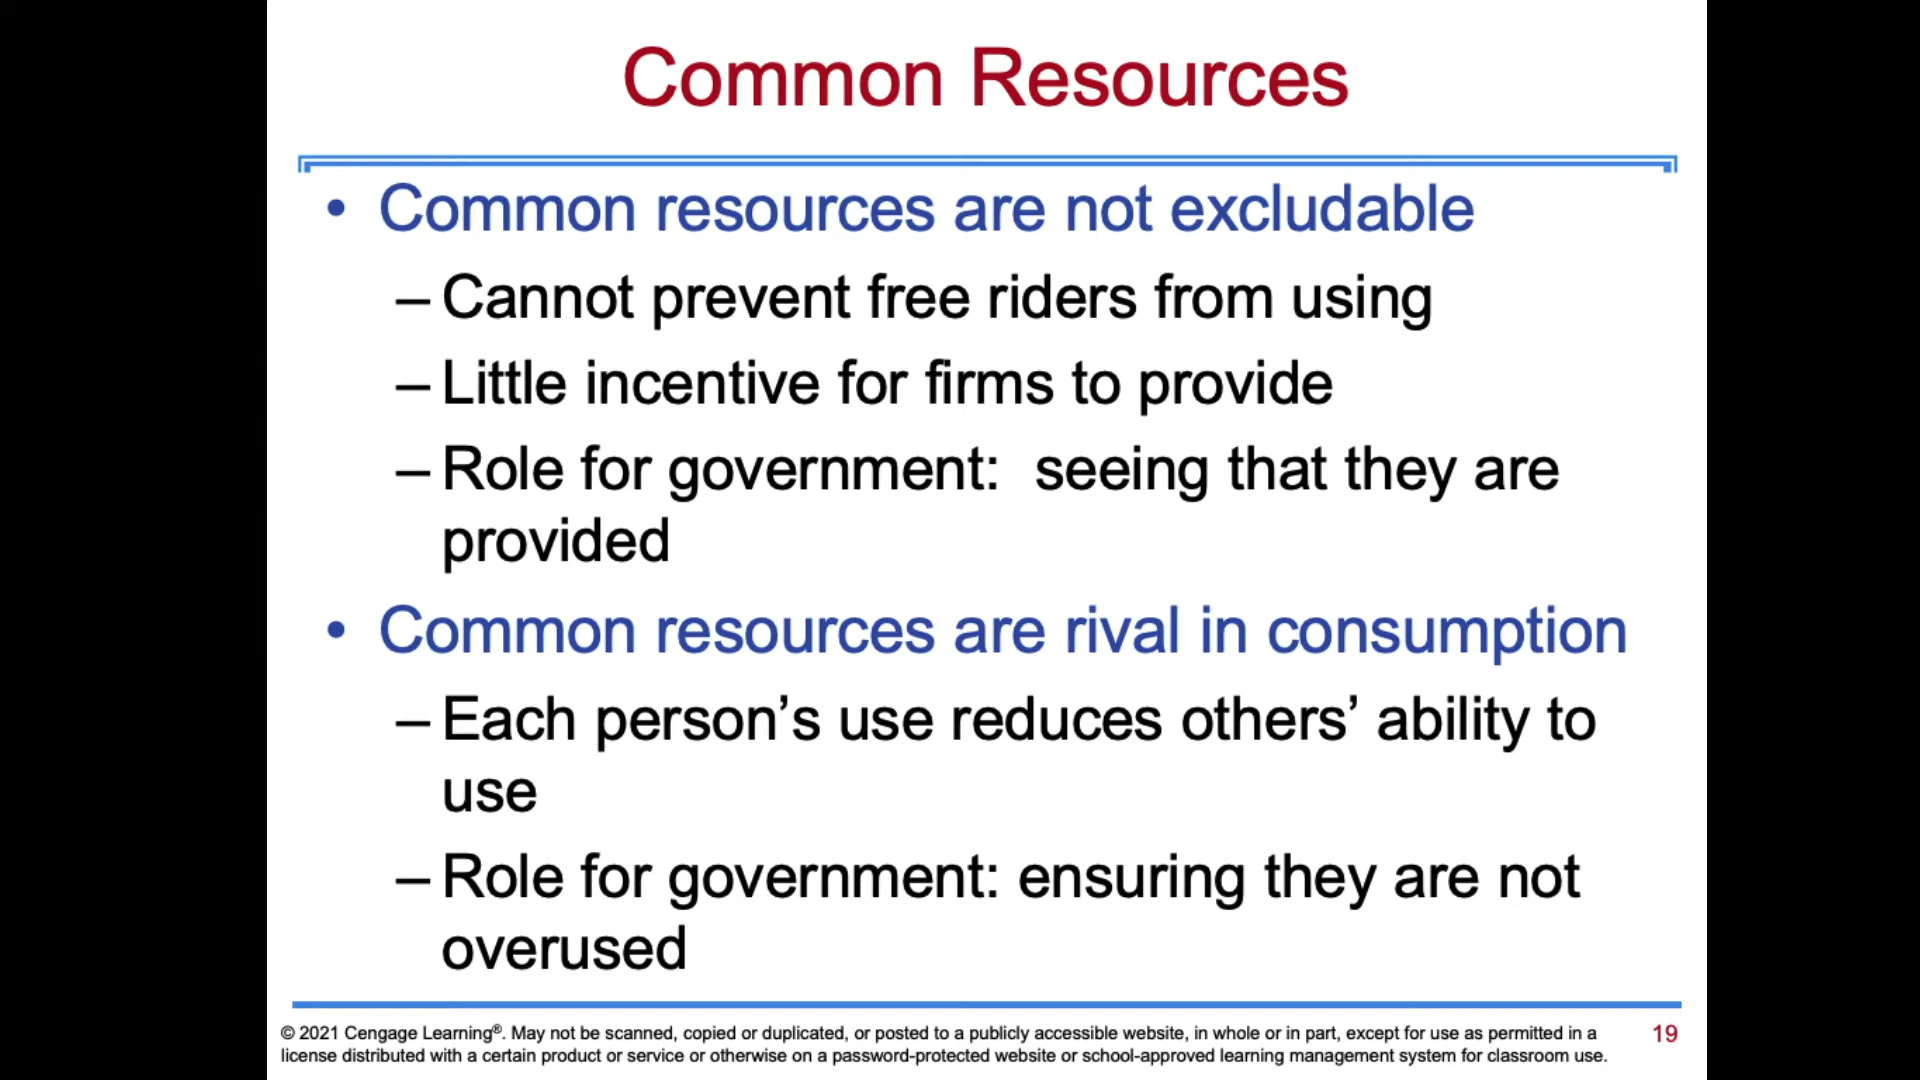 Common Resources
• Common resources are not excludable
– Cannot prevent free riders from using
– Little incentive for firms to provide
– Role for government:  seeing that they are
provided
• Common resources are rival in consumption
– Each person’s use reduces others’ ability to
use
– Role for government: ensuring they are not
overused
© 2021 Cengage Learning®. May not be scanned, copied or duplicated, or posted to a publicly accessible website, in whole or in part, except for use as permitted in a
license distributed with a certain product or service or otherwise on a password-protected website or school-approved learning management system for classroom use.
19